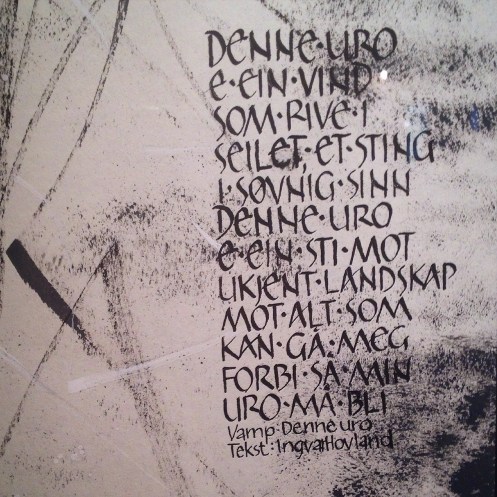 DENNE·URO
E·EIN·VIND
SOM·RIVE·I
SEILET, ET·STING
I·SØVNIG·SINN
DENNE·URO
E·EIN·STI·MOT
UKJENT·LANDSKAP
MOT·ALT·SOM
KAN·GÅ·MEG
FORBI·SÅ·MIN
URO·MÅ·BLI
Vamp·Denne uro
Tekst: Ingvar Hovland